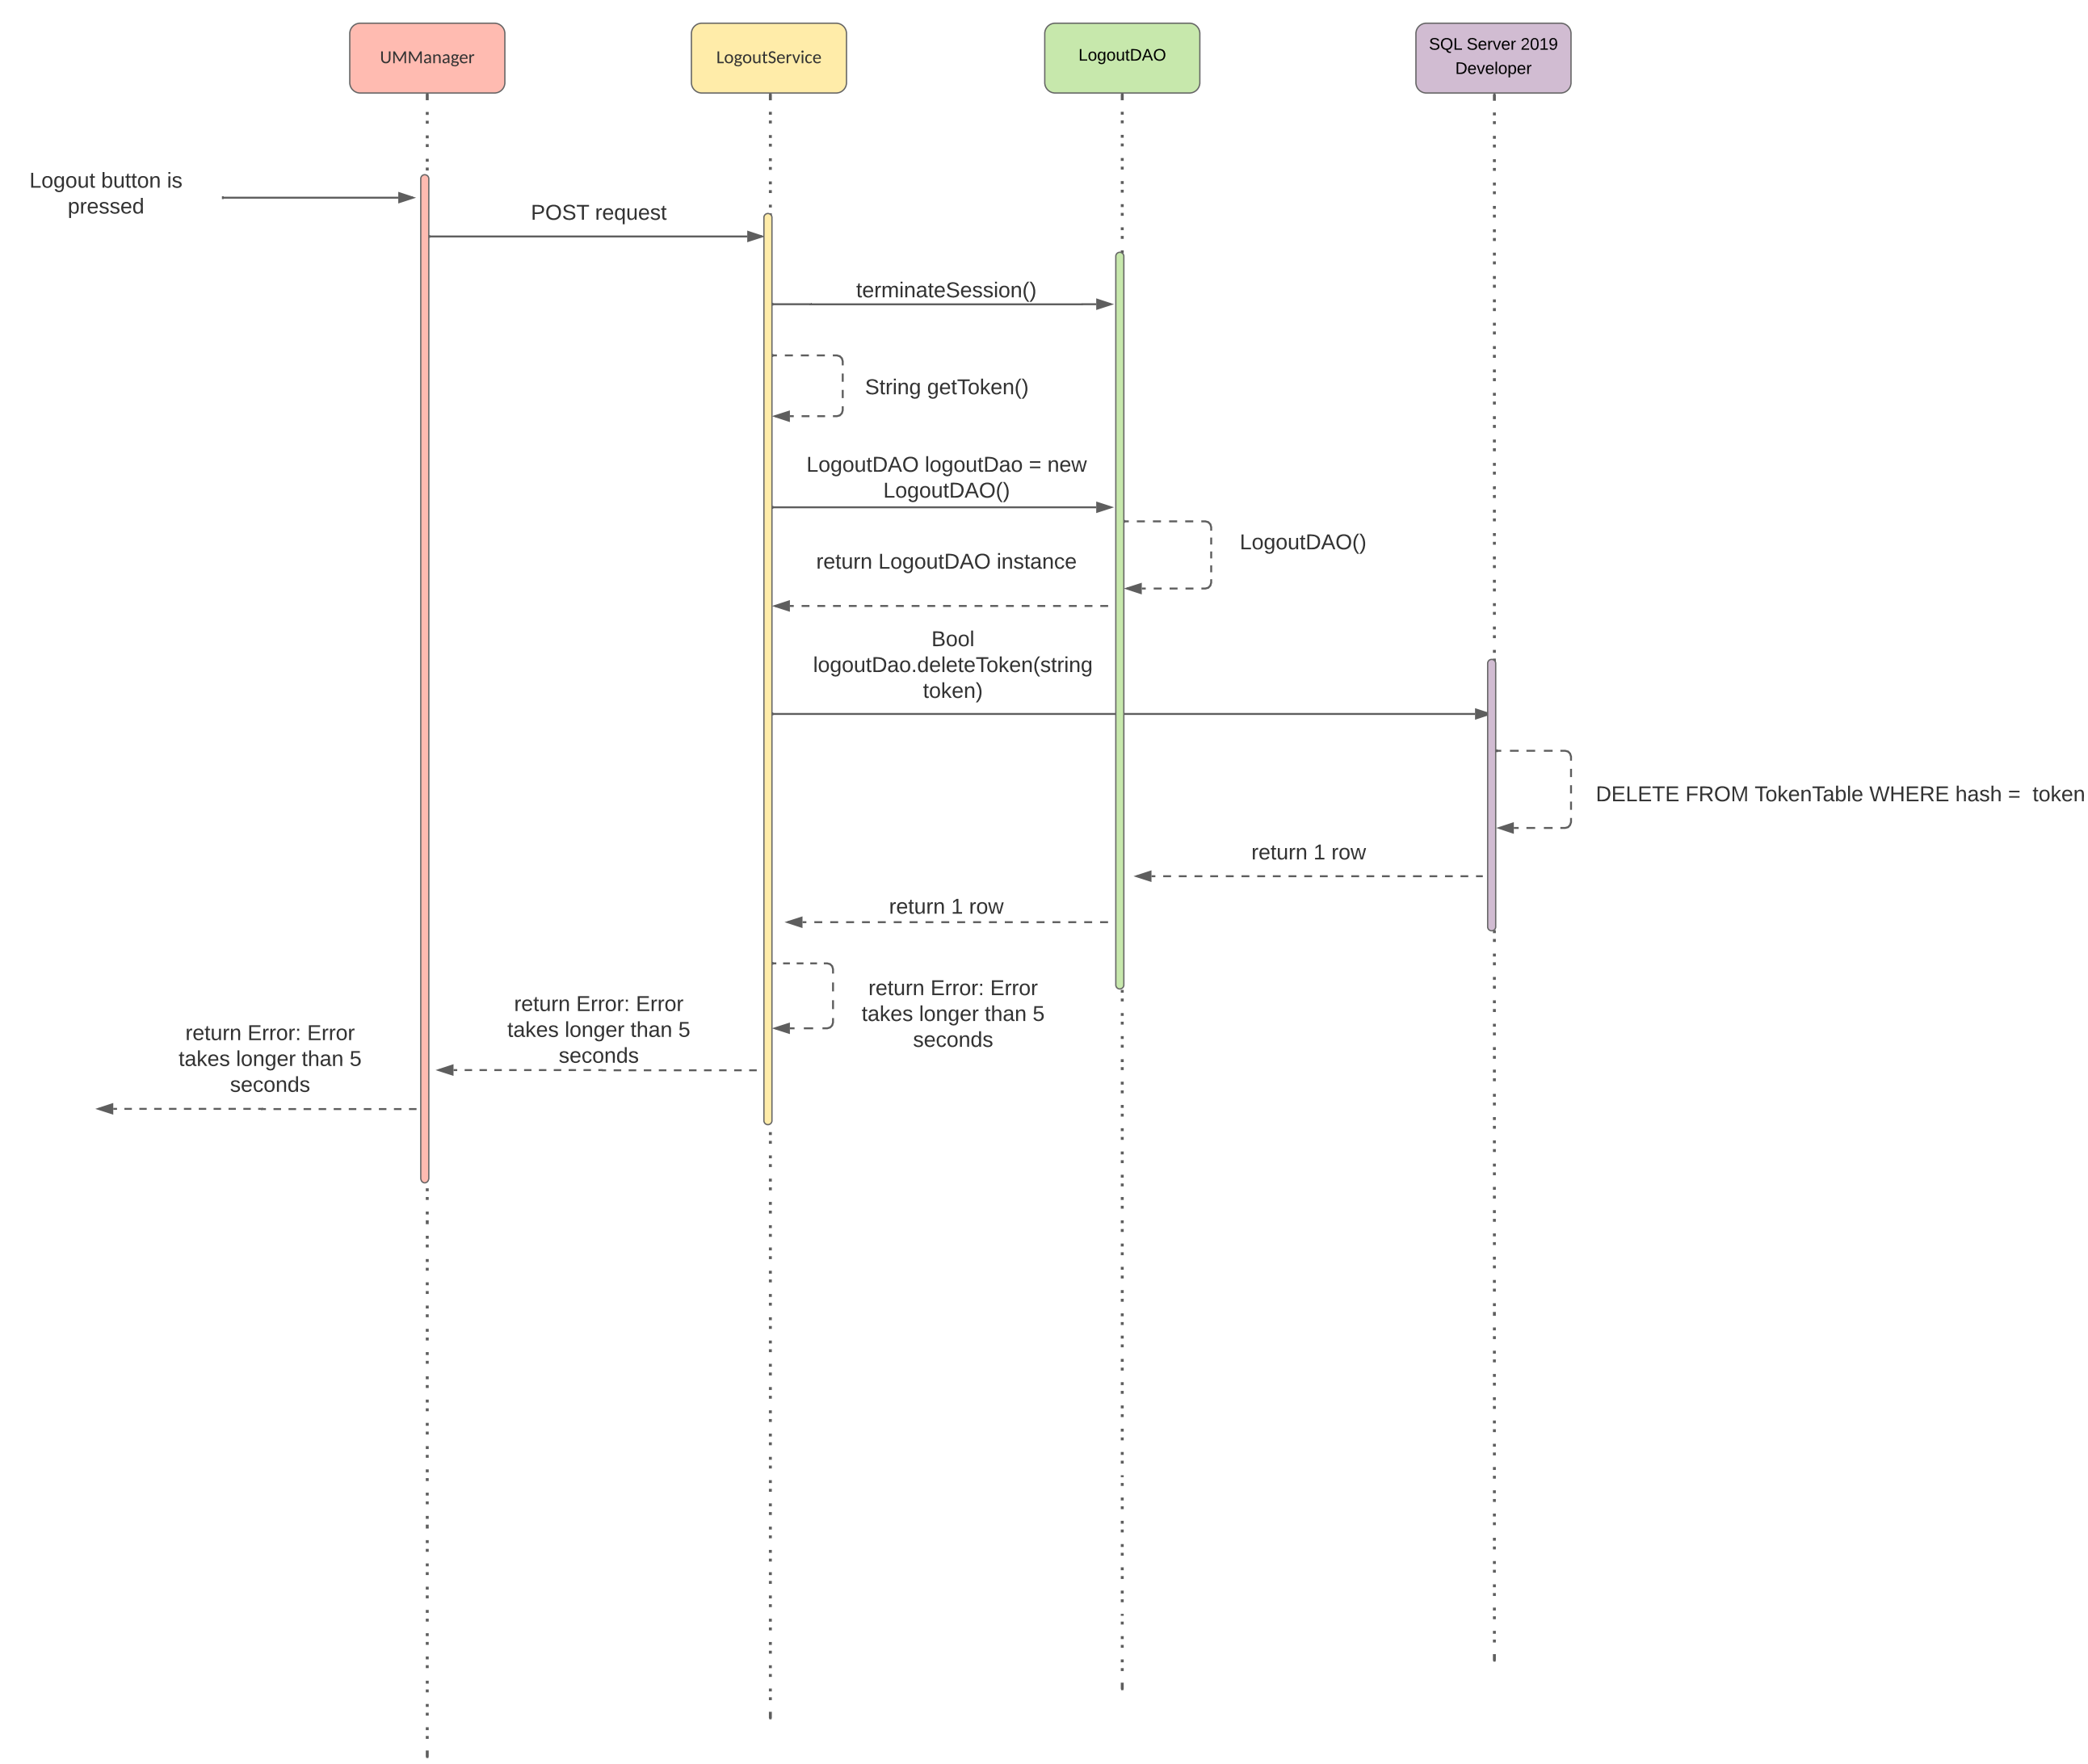 UMManager
LogoutService
LogoutDAO
SQL Server 2019
Developer
Logout button is
pressed
POST request
terminateSession()
String getToken()
LogoutDAO logoutDao = new
LogoutDAO()
LogoutDAO()
return LogoutDAO instance
Bool
logoutDao.deleteToken(string
token)
DELETE FROM TokenTable WHERE hash =  token
return 1 row
return 1 row
return Error: Error
takes longer than 5
seconds
return Error: Error
takes longer than 5
seconds
return Error: Error
takes longer than 5
seconds